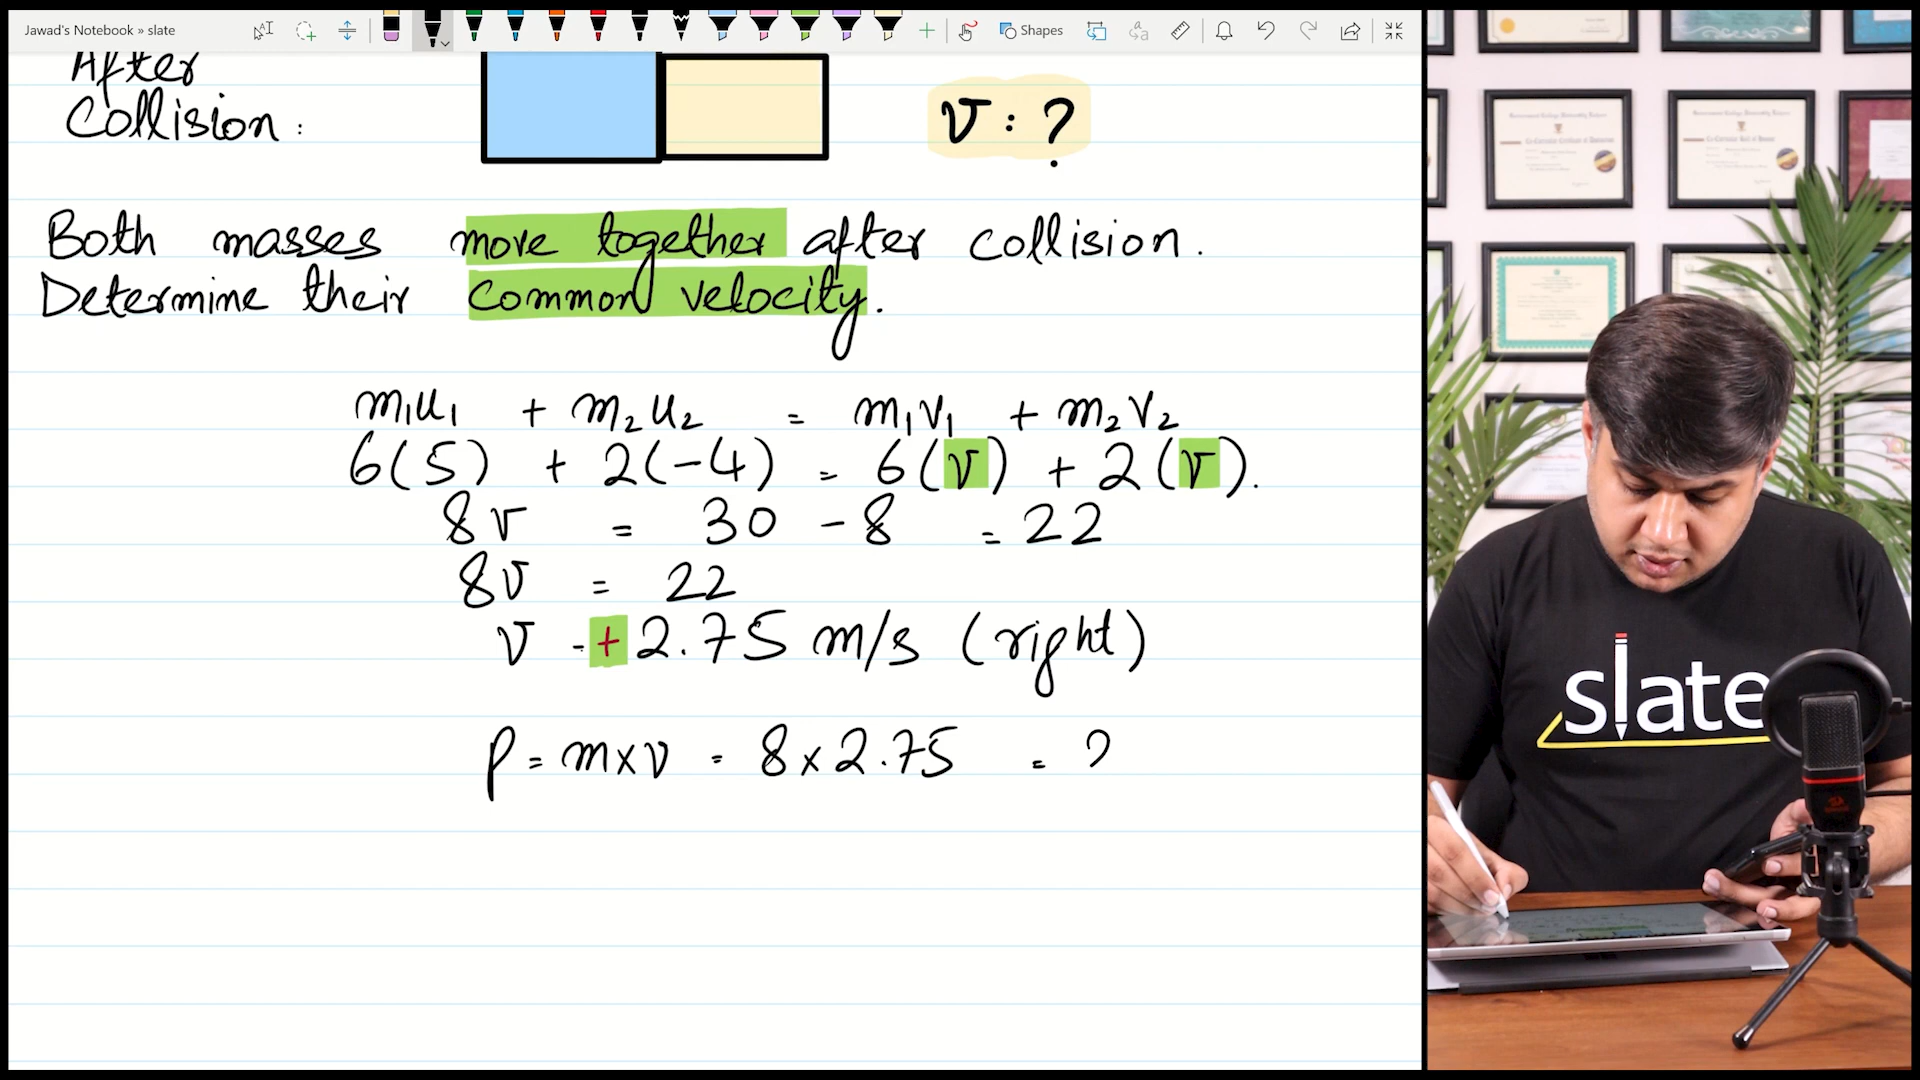 Jawad's Notebook » slate
Shapes
After
Collision :
v : ?
Both masses move together after collision.
Determine their common velocity.
m₁u₁ + m₂u₂ = m₁v₁ + m₂v₂
6(5) + 2(-4) = 6(v) + 2(v).
8v = 30 - 8 = 22
8v = 22
v = +2.75 m/s (right)
p = m×v = 8×2.75 = ?
slate